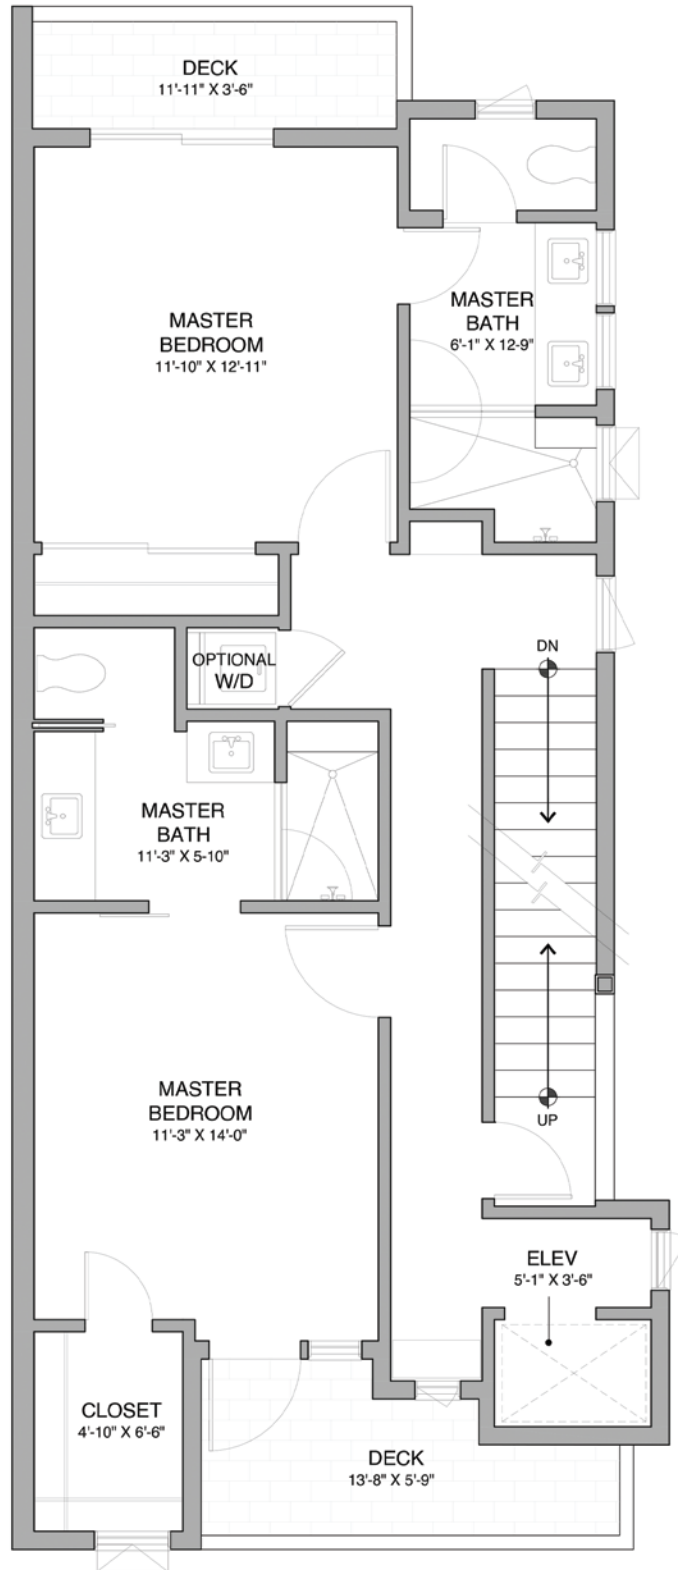 DECK
11'-11" X 3'-6"
MASTER
BEDROOM
11'-10" X 12'-11"
MASTER
BATH
6'-1" X 12-9"
OPTIONAL
W/D
DN
MASTER
BATH
11'-3" X 5-10"
MASTER
BEDROOM
11'-3" X 14'-0"
UP
ELEV
5'-1" X 3'-6"
CLOSET
4'-10" X 6'-6"
DECK
13'-8" X 5'-9"